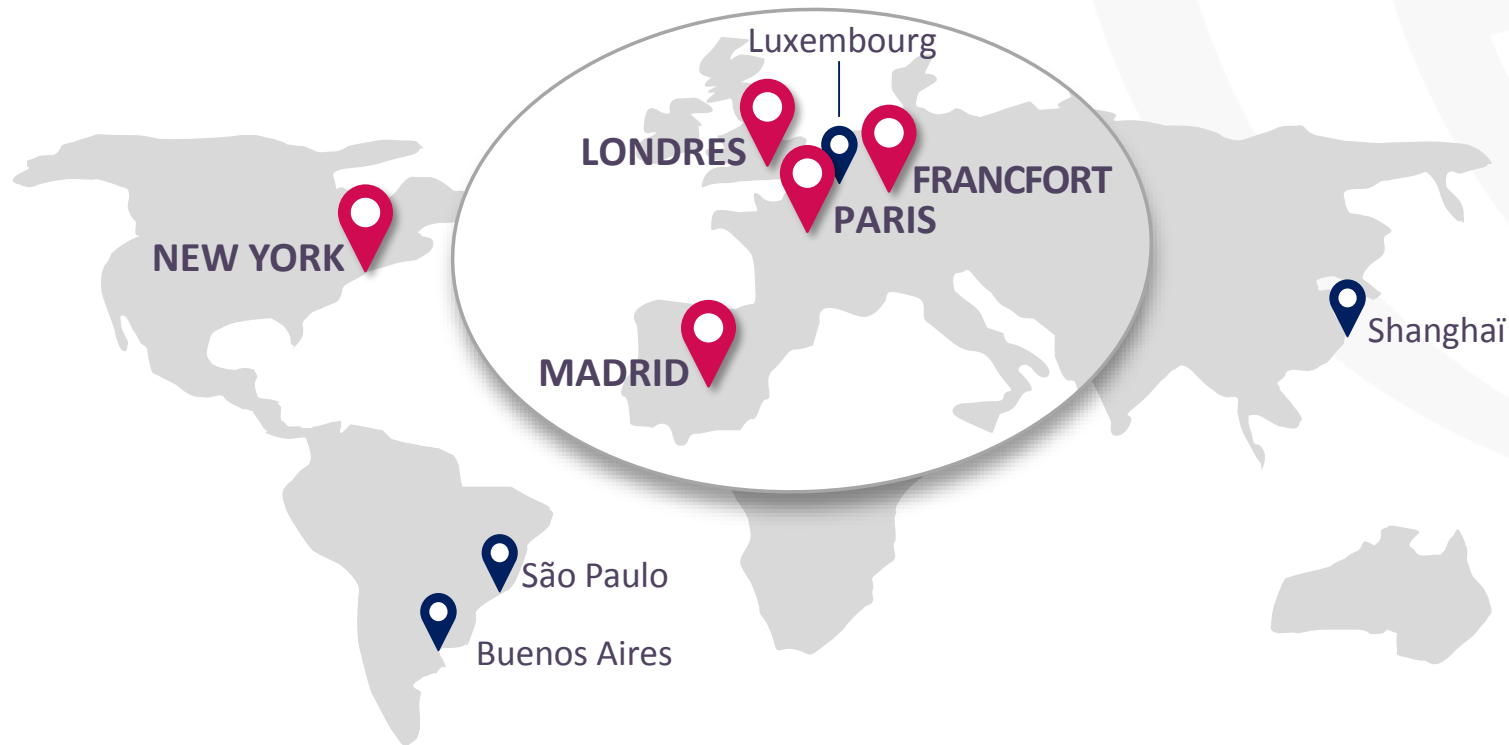 Luxembourg
LONDRES
FRANCFORT
PARIS
NEW YORK
Shanghaï
MADRID
São Paulo
Buenos Aires